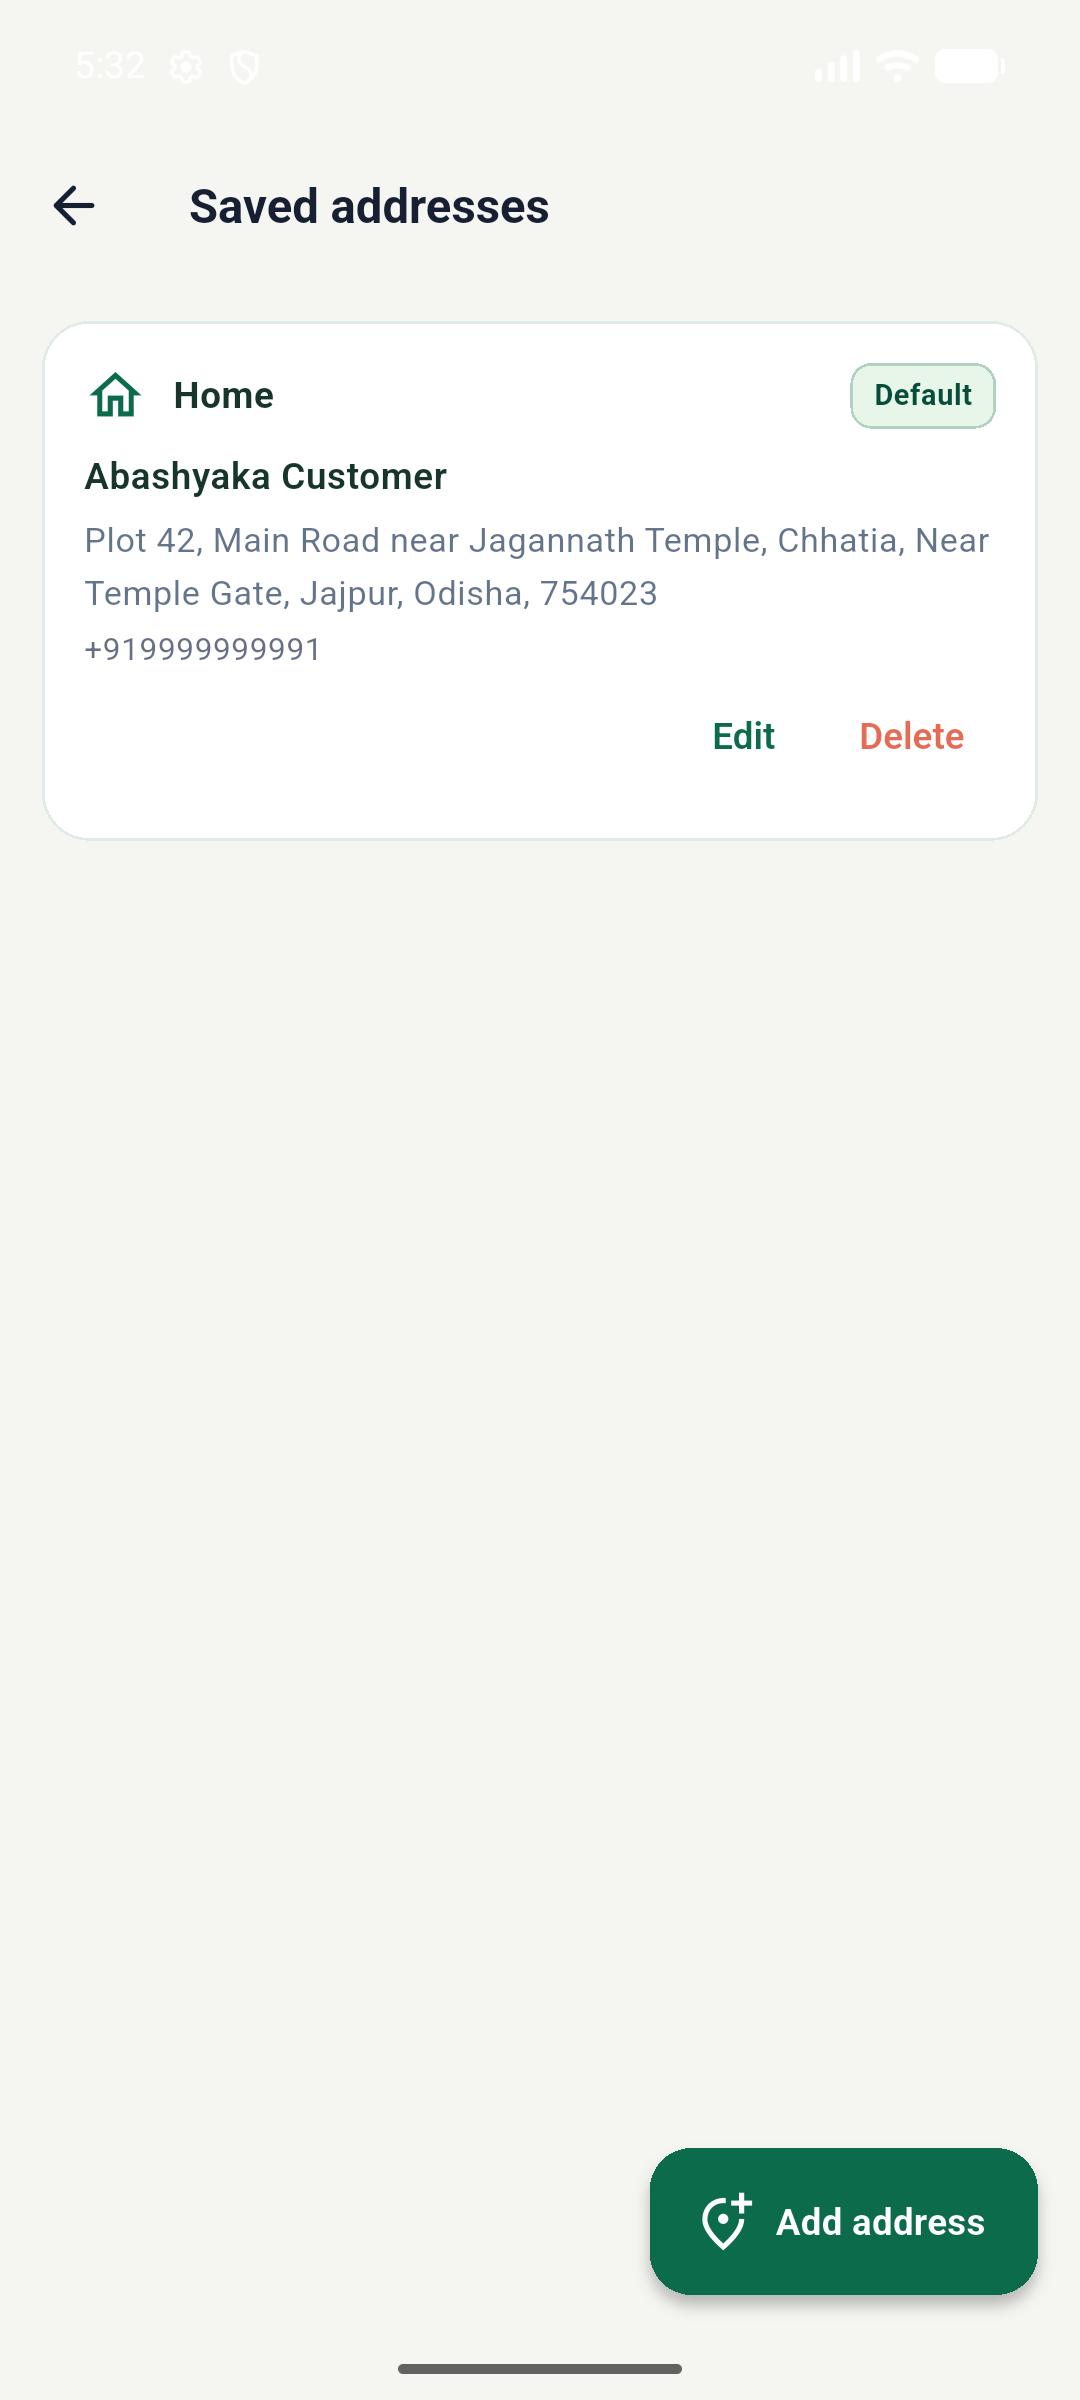 5:32
Saved addresses
Home
Default
Abashyaka Customer
Plot 42, Main Road near Jagannath Temple, Chhatia, Near
Temple Gate, Jajpur, Odisha, 754023
+919999999991
Edit
Delete
Add address